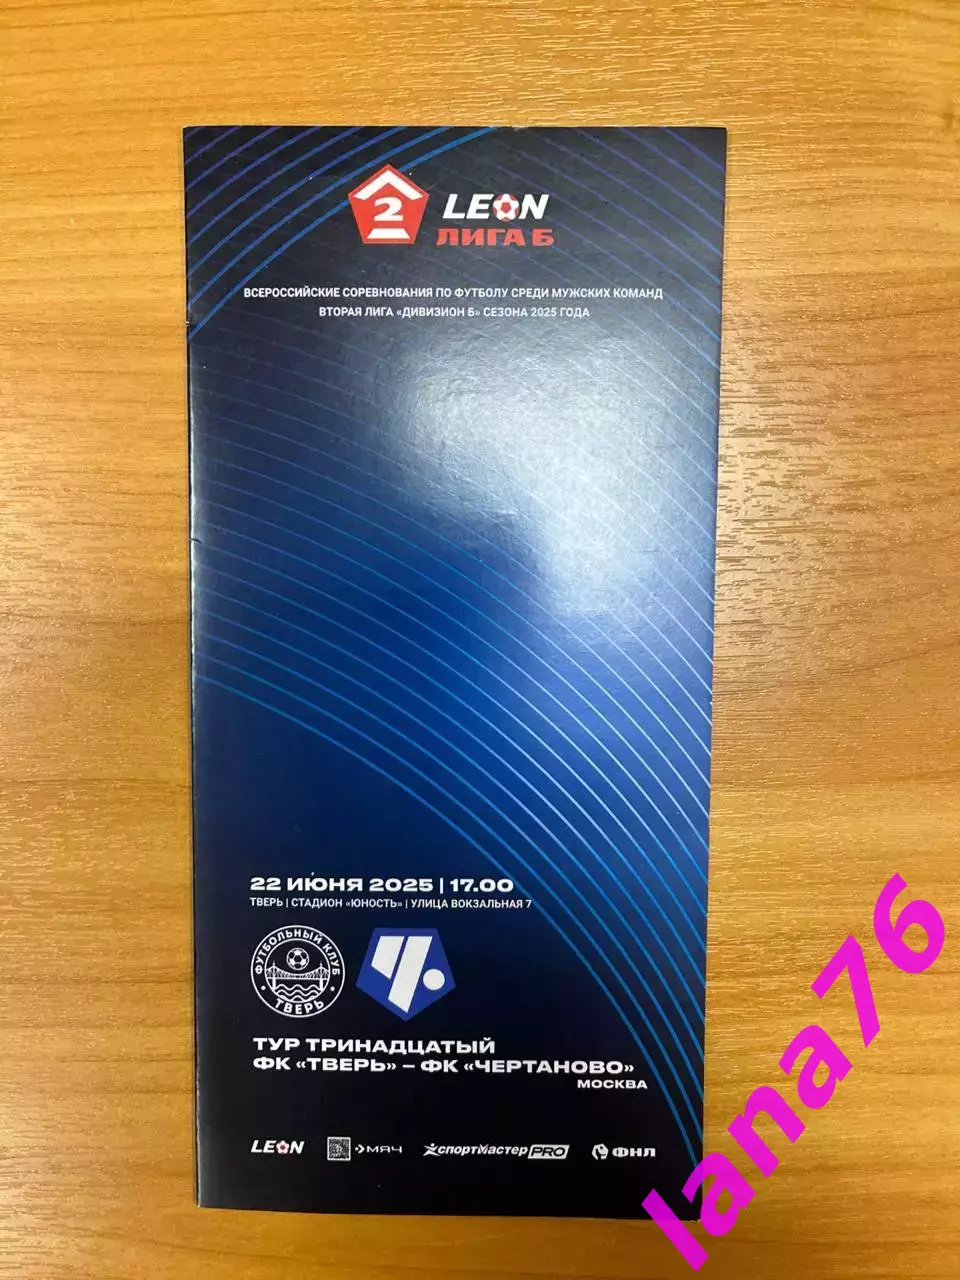 2
LEON
ЛИГА Б
ВСЕРОССИЙСКИЕ СОРЕВНОВАНИЯ ПО ФУТБОЛУ СРЕДИ МУЖСКИХ КОМАНД
ВТОРАЯ ЛИГА «ДИВИЗИОН Б» СЕЗОНА 2025 ГОДА
22 ИЮНЯ 2025 | 17.00
ТВЕРЬ | СТАДИОН «ЮНОСТЬ» | УЛИЦА ВОКЗАЛЬНАЯ 7
ФУТБОЛЬНЫЙ КЛУБ
ТВЕРЬ
ТУР ТРИНАДЦАТЫЙ
ФК «ТВЕРЬ» – ФК «ЧЕРТАНОВО»
МОСКВА
LEON
МЯЧ
СПОРТМАСТЕР PRO
ФНЛ
lana76